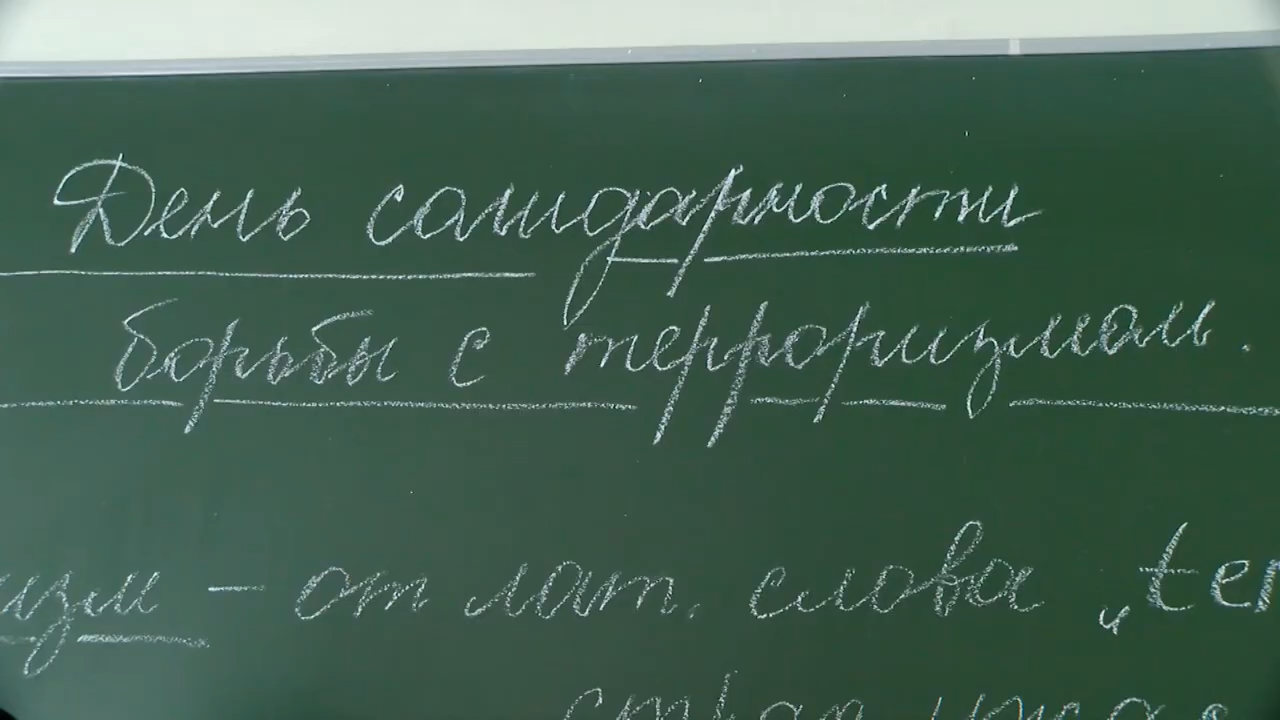 День солидарности
борьбы с терроризмом.
изм – от лат. слова „ter